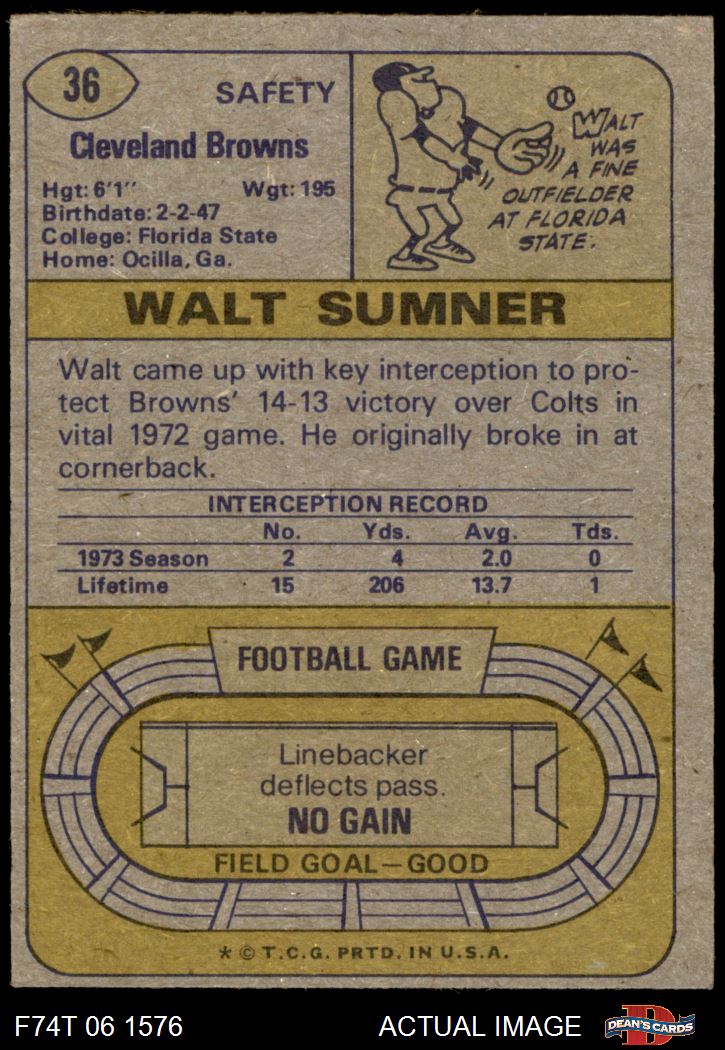 36
SAFETY
Cleveland Browns
Hgt: 6'1" Wgt: 195
Birthdate: 2-2-47
College: Florida State
Home: Ocilla, Ga.
WALT
WAS
A FINE
OUTFIELDER
AT FLORIDA
STATE.
WALT SUMNER
Walt came up with key interception to pro-
tect Browns' 14-13 victory over Colts in
vital 1972 game. He originally broke in at
cornerback.
INTERCEPTION RECORD
No. Yds. Avg. Tds.
1973 Season 2 4 2.0 0
Lifetime 15 206 13.7 1
FOOTBALL GAME
Linebacker
deflects pass.
NO GAIN
FIELD GOAL—GOOD
* © T.C.G. PRTD. IN U.S.A.
F74T 06 1576 ACTUAL IMAGE
D
DEAN'S CARDS